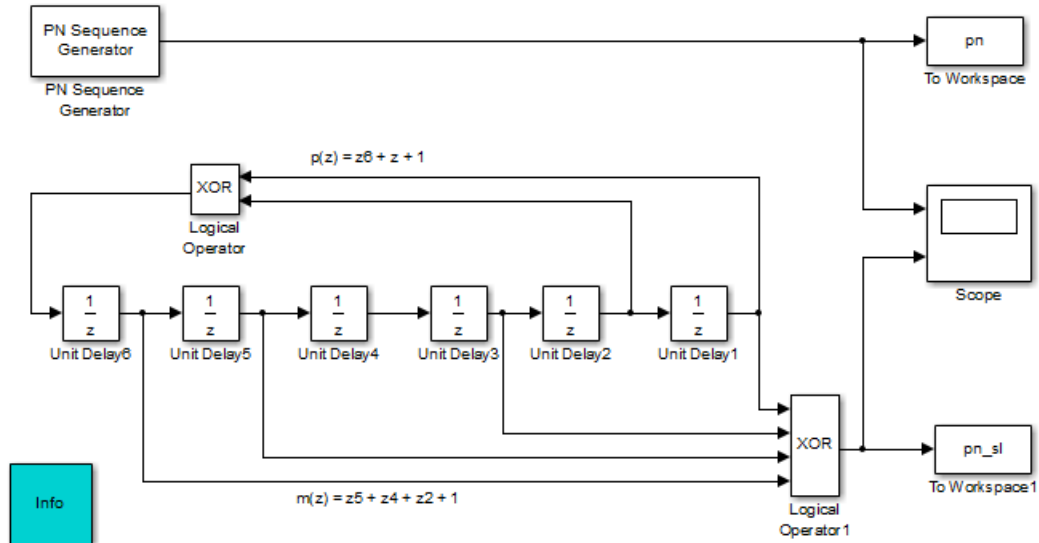 PN Sequence
Generator
PN Sequence
Generator
pn
To Workspace
p(z) = z6 + z + 1
XOR
Logical
Operator
Scope
1
z
Unit Delay6
1
z
Unit Delay5
1
z
Unit Delay4
1
z
Unit Delay3
1
z
Unit Delay2
1
z
Unit Delay1
XOR
Logical
Operator1
pn_sl
To Workspace1
m(z) = z5 + z4 + z2 + 1
Info